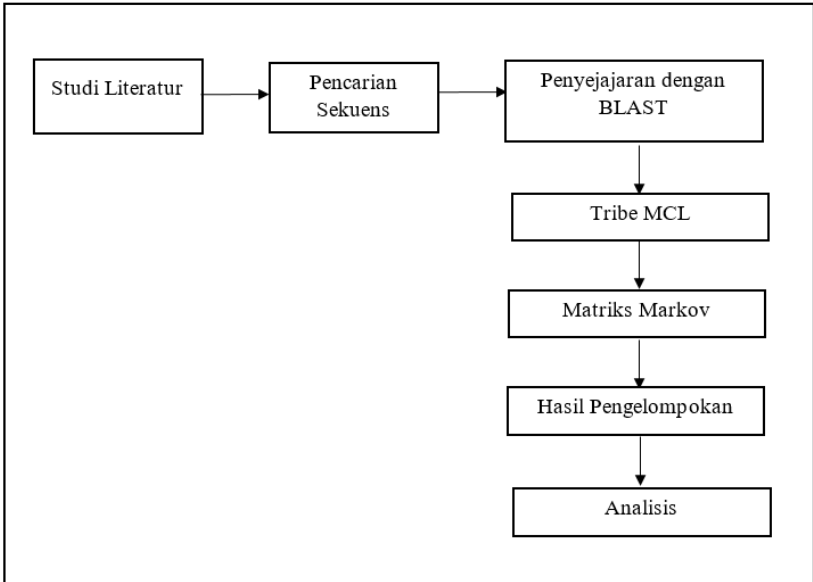 Studi Literatur
Pencarian
Sekuens
Penyejajaran dengan
BLAST
Tribe MCL
Matriks Markov
Hasil Pengelompokan
Analisis